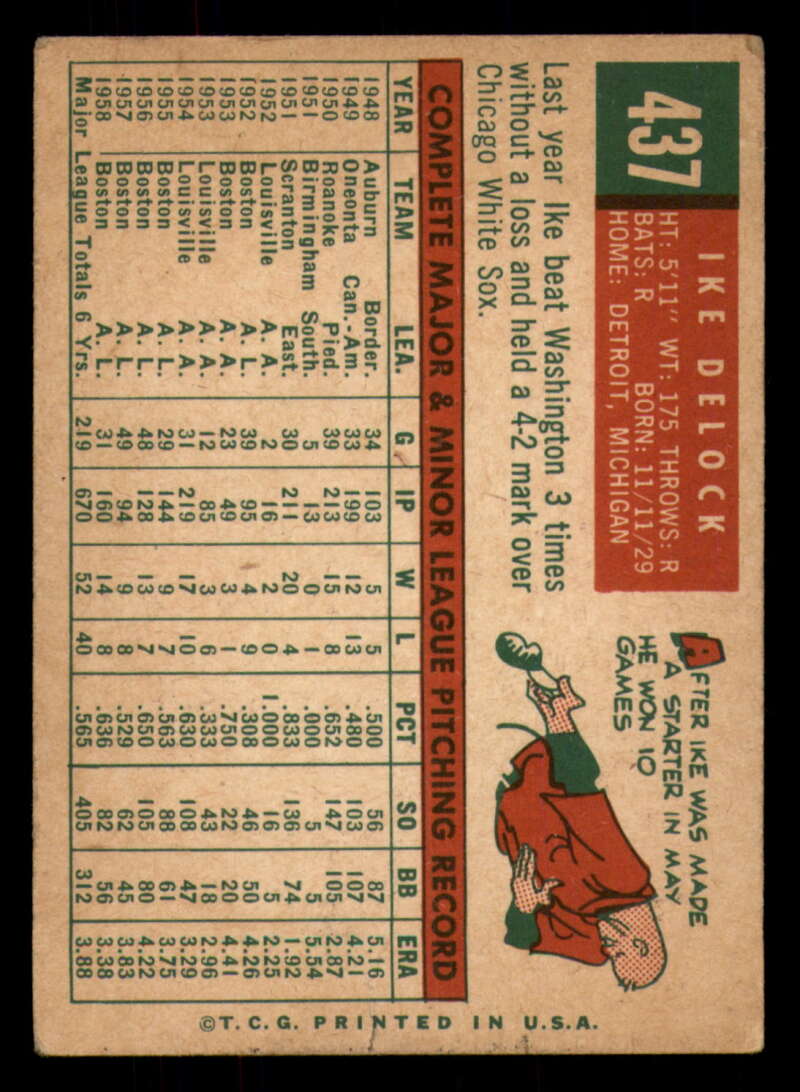 437
IKE DELOCK
HT: 5'11" WT: 175 THROWS: R
BATS: R BORN: 11/11/29
HOME: DETROIT, MICHIGAN
Last year Ike beat Washington 3 times
without a loss and held a 4-2 mark over
Chicago White Sox.
AFTER IKE WAS MADE
A STARTER IN MAY
HE WON 10
GAMES
COMPLETE MAJOR & MINOR LEAGUE PITCHING RECORD
YEAR TEAM LEA. G IP W L PCT SO BB ERA
1948 Auburn Border. 34 103 5 5 .500 56 87 5.16
1949 Oneonta Can.-Am. 33 199 12 13 .480 103 107 4.21
1950 Roanoke Pied. 39 213 15 8 .652 147 105 2.87
1951 Birmingham South. 5 13 0 1 .000 5 5 5.54
1951 Scranton East. 30 211 20 4 .833 136 74 1.92
1952 Louisville A. A. 2 16 2 0 1.000 16 5 2.25
1952 Boston A. L. 39 95 4 9 .308 46 50 4.26
1953 Boston A. L. 23 49 3 1 .750 22 20 4.41
1953 Louisville A. A. 12 85 3 6 .333 43 18 2.96
1954 Louisville A. A. 31 219 17 10 .630 108 47 3.29
1955 Boston A. L. 29 144 9 7 .563 88 61 3.75
1956 Boston A. L. 48 128 13 7 .650 105 80 4.22
1957 Boston A. L. 49 94 9 8 .529 62 45 3.83
1958 Boston A. L. 31 160 14 8 .636 82 56 3.38
Major League Totals 6 Yrs. 219 670 52 40 .565 405 312 3.88
©T.C.G. PRINTED IN U.S.A.